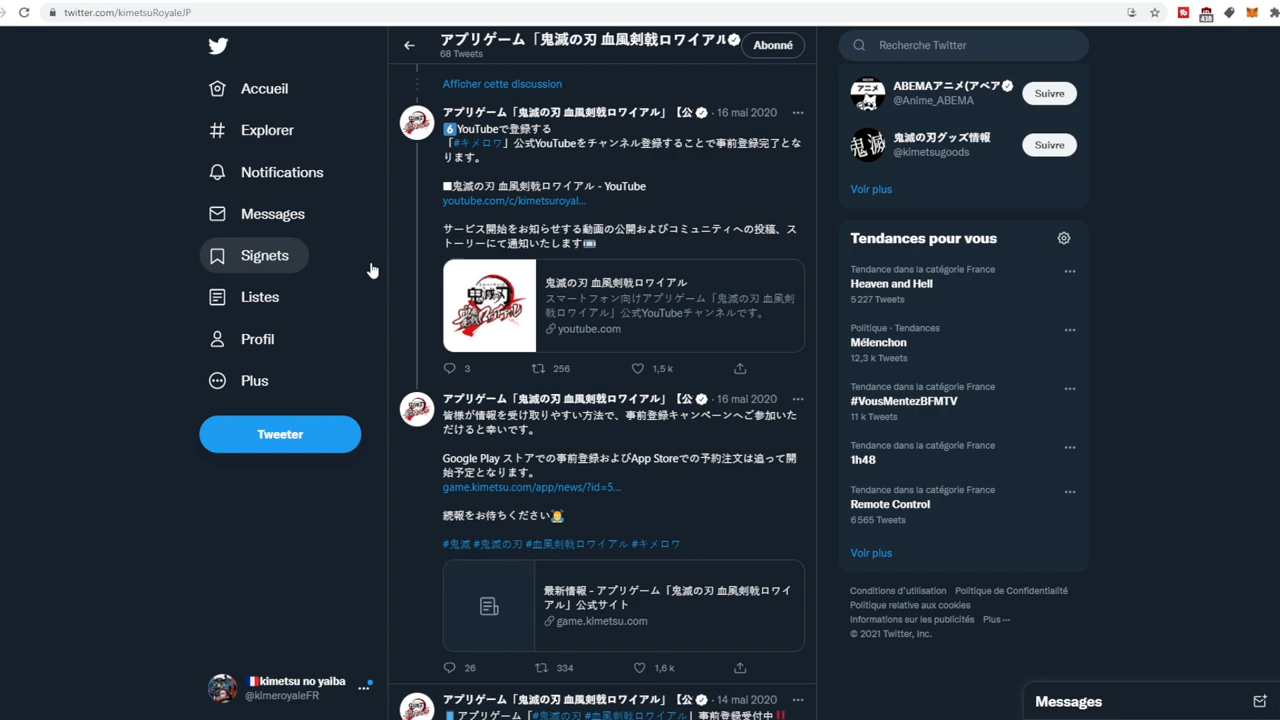 twitter.com/kimetsuRoyaleJP
438
Accueil
Explorer
Notifications
Messages
Signets
Listes
Profil
Plus
Tweeter
🇫🇷kimetsu no yaiba
@kimeroyaleFR
アプリゲーム「鬼滅の刃 血風剣戟ロワイアル
68 Tweets
Abonné
Afficher cette discussion
アプリゲーム「鬼滅の刃 血風剣戟ロワイアル」【公 · 16 mai 2020
6️⃣YouTubeで登録する
「#キメロワ」公式YouTubeをチャンネル登録することで事前登録完了とな
ります。
■鬼滅の刃 血風剣戟ロワイアル - YouTube
youtube.com/c/kimetsuroyal...
サービス開始をお知らせする動画の公開およびコミュニティへの投稿、ス
トーリーにて通知いたします
鬼滅の刃 血風剣戟ロワイアル
スマートフォン向けアプリゲーム「鬼滅の刃 血風剣
戟ロワイアル」公式YouTubeチャンネルです。
youtube.com
3 256 1,5 k
アプリゲーム「鬼滅の刃 血風剣戟ロワイアル」【公 · 16 mai 2020
皆様が情報を受け取りやすい方法で、事前登録キャンペーンへご参加いた
だけると幸いです。
Google Play ストアでの事前登録およびApp Storeでの予約注文は追って開
始予定となります。
game.kimetsu.com/app/news/?id=5...
続報をお待ちください
#鬼滅 #鬼滅の刃 #血風剣戟ロワイアル #キメロワ
最新情報 - アプリゲーム「鬼滅の刃 血風剣戟ロワイ
アル」公式サイト
game.kimetsu.com
26 334 1,6 k
アプリゲーム「鬼滅の刃 血風剣戟ロワイアル」【公 · 14 mai 2020
アプリゲーム「#鬼滅の刃 #血風剣戟ロワイアル」事前登録受付中‼
Recherche Twitter
ABEMAアニメ(アベア
@Anime_ABEMA
Suivre
鬼滅の刃グッズ情報
@kimetsugoods
Suivre
Voir plus
Tendances pour vous
Tendance dans la catégorie France
Heaven and Hell
5 227 Tweets
Politique · Tendances
Mélenchon
12,3 k Tweets
Tendance dans la catégorie France
#VousMentezBFMTV
11 k Tweets
Tendance dans la catégorie France
1h48
Tendance dans la catégorie France
Remote Control
6 565 Tweets
Voir plus
Conditions d'utilisation Politique de Confidentialité
Politique relative aux cookies
Informations sur les publicités Plus ···
© 2021 Twitter, Inc.
Messages